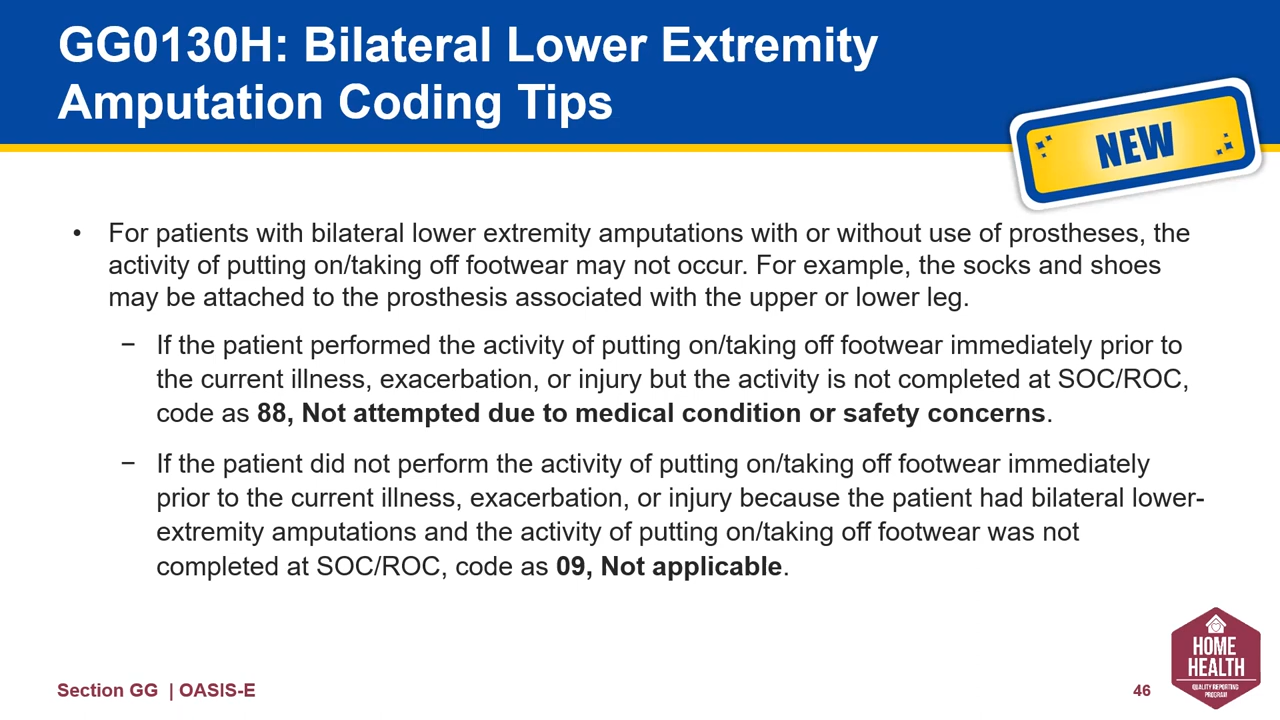 GG0130H: Bilateral Lower Extremity
Amputation Coding Tips
NEW
• For patients with bilateral lower extremity amputations with or without use of prostheses, the
activity of putting on/taking off footwear may not occur. For example, the socks and shoes
may be attached to the prosthesis associated with the upper or lower leg.
− If the patient performed the activity of putting on/taking off footwear immediately prior to
the current illness, exacerbation, or injury but the activity is not completed at SOC/ROC,
code as 88, Not attempted due to medical condition or safety concerns.
− If the patient did not perform the activity of putting on/taking off footwear immediately
prior to the current illness, exacerbation, or injury because the patient had bilateral lower-
extremity amputations and the activity of putting on/taking off footwear was not
completed at SOC/ROC, code as 09, Not applicable.
Section GG | OASIS-E
46
HOME
HEALTH
QUALITY REPORTING
PROGRAM